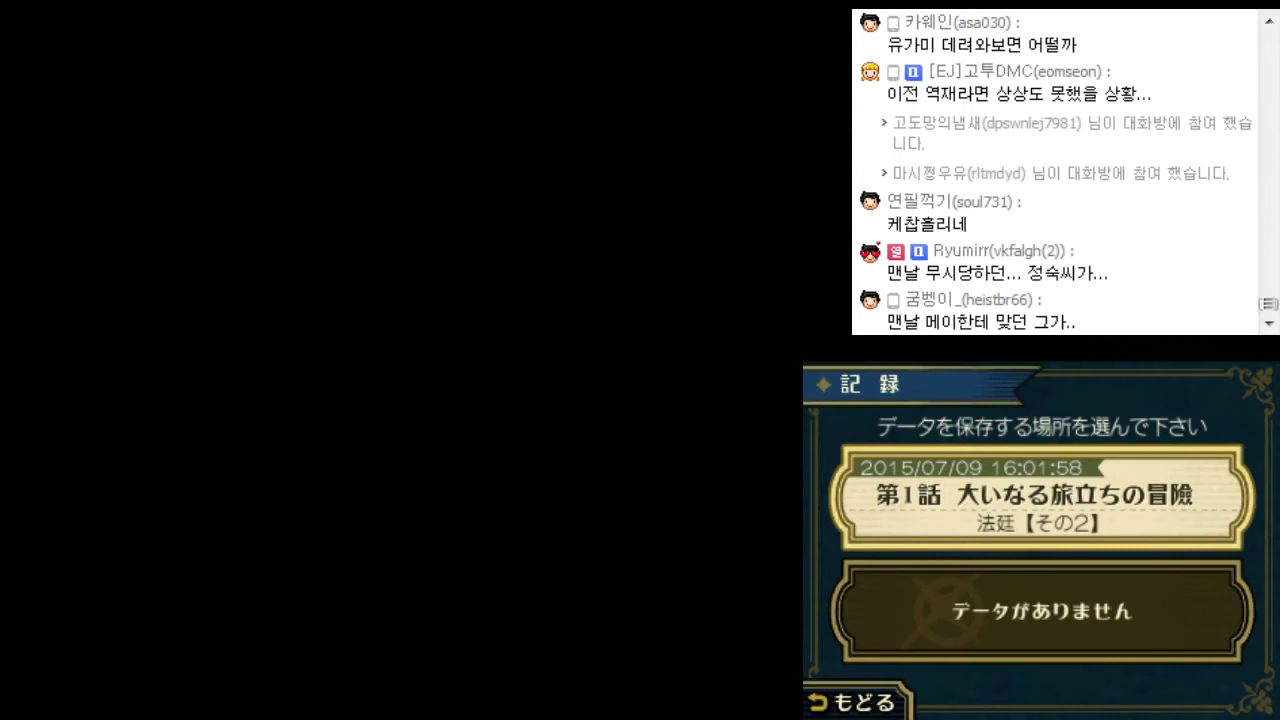 카웨인(asa030) :
유가미 데려와보면 어떨까
[EJ]고투DMC(eomseon) :
이전 역재라면 상상도 못했을 상황...
> 고도망의냄새(dpswnlej7981) 님이 대화방에 참여 했습
니다.
> 마시쩡우유(rltmdyd) 님이 대화방에 참여 했습니다.
연필꺽기(soul731) :
케찹흘리네
열 Ryumirr(vkfalgh(2)) :
맨날 무시당하던... 정숙씨가...
굼벵이_(heistbr66) :
맨날 메이한테 맞던 그가..
記 録
データを保存する場所を選んで下さい
2015/07/09 16:01:58
第1話 大いなる旅立ちの冒險
法廷【その2】
データがありません
もどる